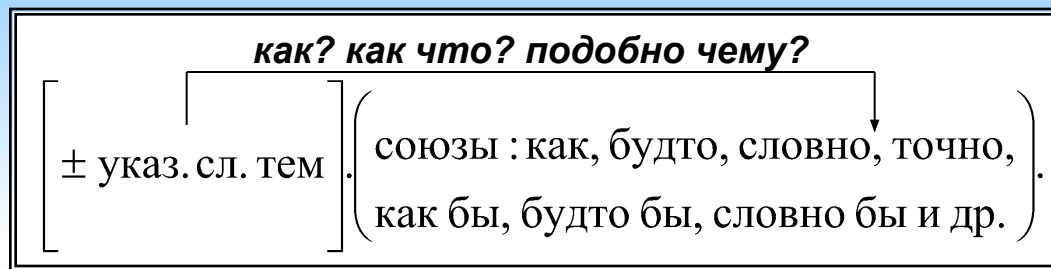 как? как что? подобно чему?
[± указ. сл. тем].(союзы : как, будто, словно, точно,
как бы, будто бы, словно бы и др.).